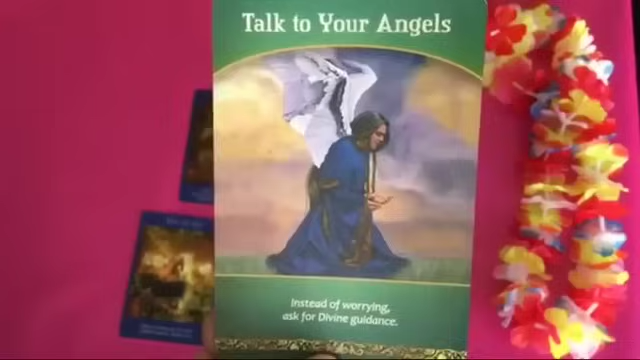 Talk to Your Angels
Instead of worrying,
ask for Divine guidance.